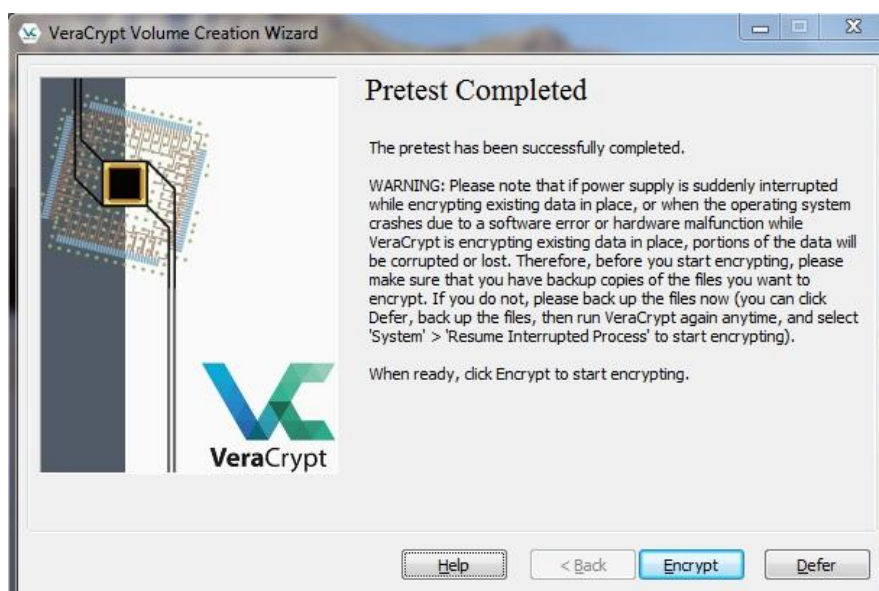 VeraCrypt Volume Creation Wizard
Pretest Completed
The pretest has been successfully completed.
WARNING: Please note that if power supply is suddenly interrupted
while encrypting existing data in place, or when the operating system
crashes due to a software error or hardware malfunction while
VeraCrypt is encrypting existing data in place, portions of the data will
be corrupted or lost. Therefore, before you start encrypting, please
make sure that you have backup copies of the files you want to
encrypt. If you do not, please back up the files now (you can click
Defer, back up the files, then run VeraCrypt again anytime, and select
'System' > 'Resume Interrupted Process' to start encrypting).
When ready, click Encrypt to start encrypting.
VeraCrypt
Help
< Back
Encrypt
Defer